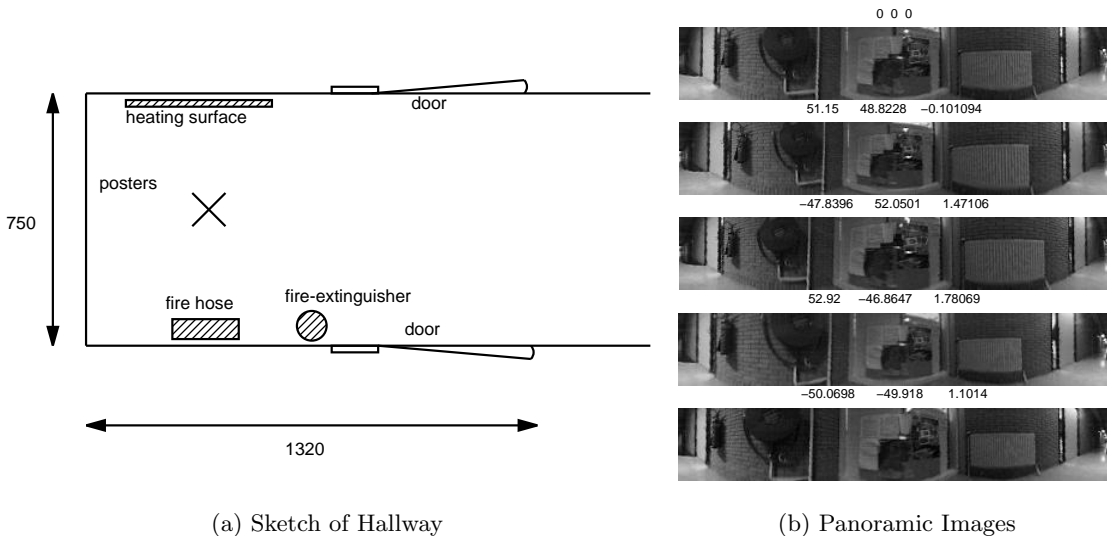 heating surface
door
posters
750
fire hose
fire-extinguisher
door
1320
(a) Sketch of Hallway
0 0 0
51.15 48.8228 −0.101094
−47.8396 52.0501 1.47106
52.92 −46.8647 1.78069
−50.0698 −49.918 1.1014
(b) Panoramic Images